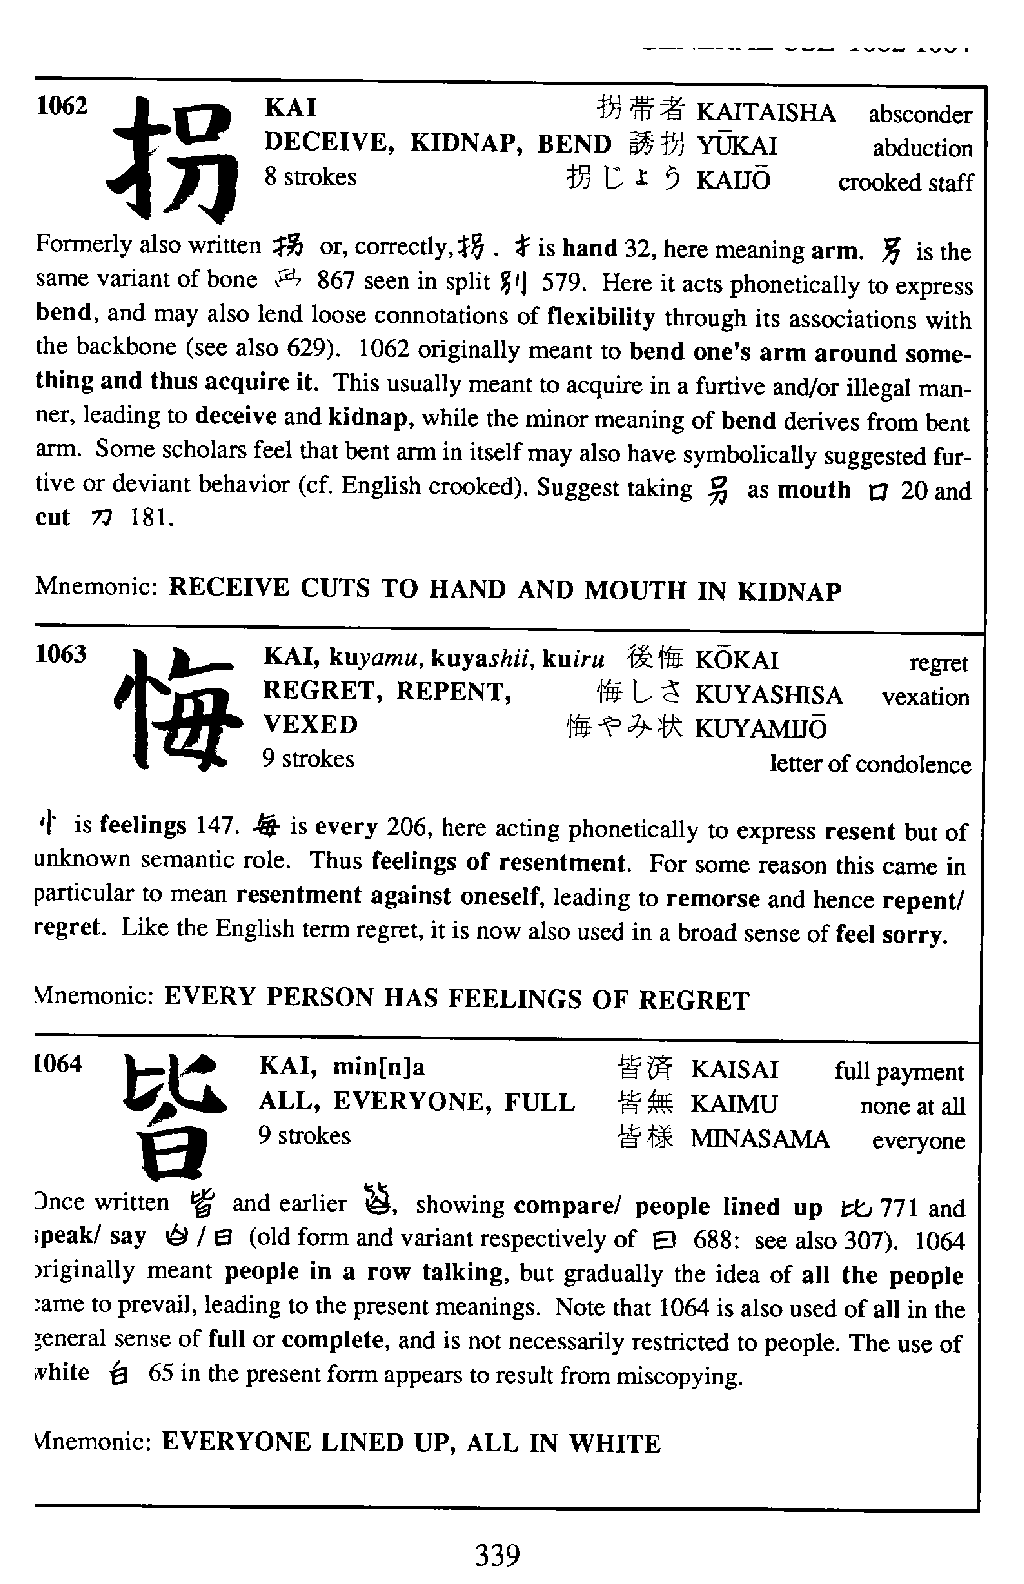 1062 拐 KAI 拐帯者 KAITAISHA absconder
DECEIVE, KIDNAP, BEND 誘拐 YŪKAI abduction
8 strokes 拐じょう KAIJŌ crooked staff
Formerly also written or, correctly, . 扌 is hand 32, here meaning arm. is the
same variant of bone 867 seen in split 別 579. Here it acts phonetically to express
bend, and may also lend loose connotations of flexibility through its associations with
the backbone (see also 629). 1062 originally meant to bend one's arm around some-
thing and thus acquire it. This usually meant to acquire in a furtive and/or illegal man-
ner, leading to deceive and kidnap, while the minor meaning of bend derives from bent
arm. Some scholars feel that bent arm in itself may also have symbolically suggested fur-
tive or deviant behavior (cf. English crooked). Suggest taking 另 as mouth 口 20 and
cut 刀 181.
Mnemonic: RECEIVE CUTS TO HAND AND MOUTH IN KIDNAP
1063 悔 KAI, kuyamu, kuyashii, kuiru 後悔 KŌKAI regret
REGRET, REPENT, 悔しさ KUYASHISA vexation
VEXED 悔やみ状 KUYAMIJŌ
9 strokes letter of condolence
忄 is feelings 147. 毎 is every 206, here acting phonetically to express resent but of
unknown semantic role. Thus feelings of resentment. For some reason this came in
particular to mean resentment against oneself, leading to remorse and hence repent/
regret. Like the English term regret, it is now also used in a broad sense of feel sorry.
Mnemonic: EVERY PERSON HAS FEELINGS OF REGRET
1064 皆 KAI, min[n]a 皆済 KAISAI full payment
ALL, EVERYONE, FULL 皆無 KAIMU none at all
9 strokes 皆様 MINASAMA everyone
Once written and earlier , showing compare/ people lined up 比 771 and
speak/ say / 曰 (old form and variant respectively of 曰 688: see also 307). 1064
originally meant people in a row talking, but gradually the idea of all the people
came to prevail, leading to the present meanings. Note that 1064 is also used of all in the
general sense of full or complete, and is not necessarily restricted to people. The use of
white 白 65 in the present form appears to result from miscopying.
Mnemonic: EVERYONE LINED UP, ALL IN WHITE
339